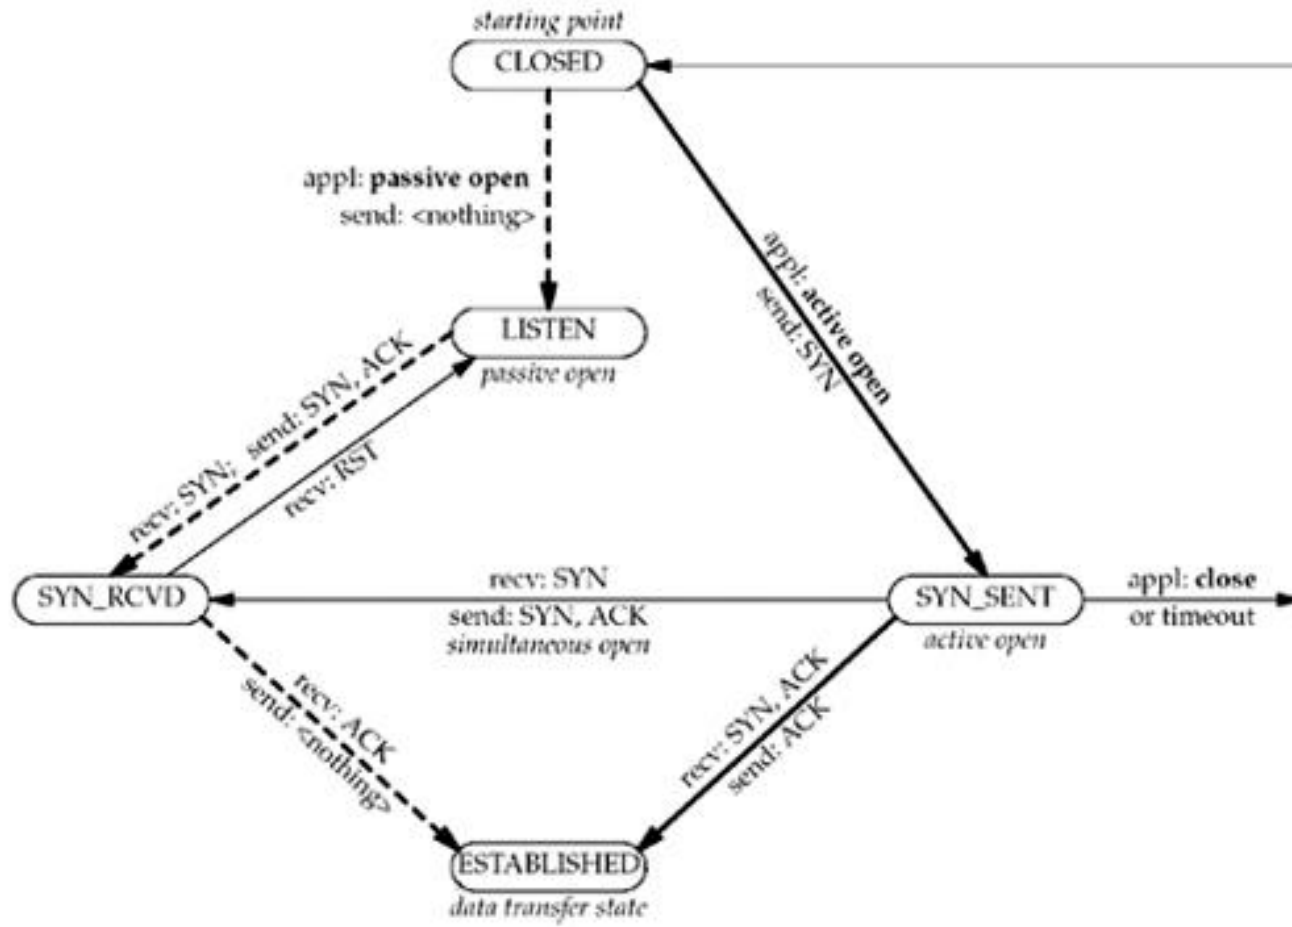 starting point
CLOSED
appl: passive open
send: <nothing>
appl: active open
send: SYN
LISTEN
passive open
recv: SYN; send: SYN, ACK
recv: RST
SYN_RCVD
recv: SYN
send: SYN, ACK
simultaneous open
SYN_SENT
active open
appl: close
or timeout
recv: ACK
send: <nothing>
recv: SYN, ACK
send: ACK
ESTABLISHED
data transfer state